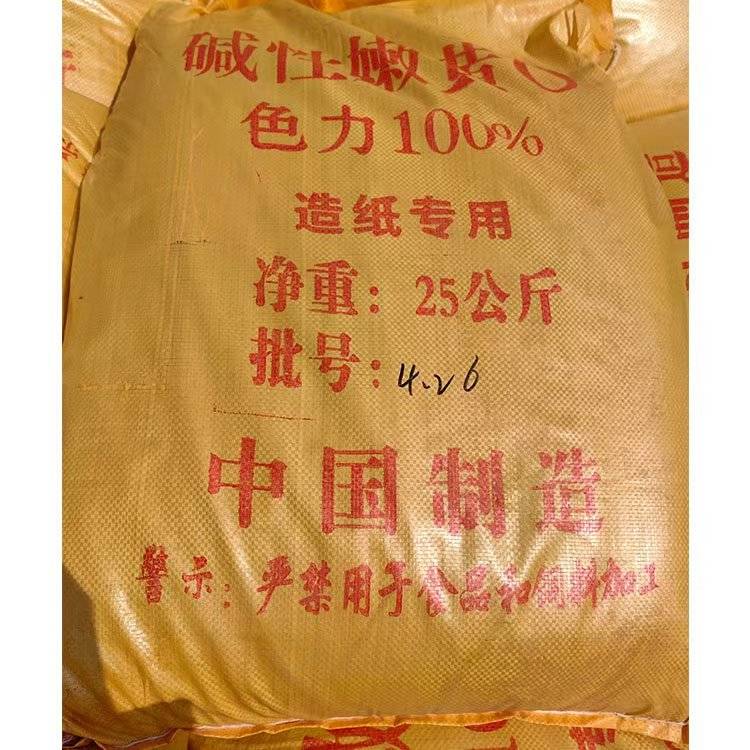 碱性嫩黄O
色力100%
造纸专用
净重：25公斤
批号：4.26
中国制造
警示：严禁用于食品和饲料加工